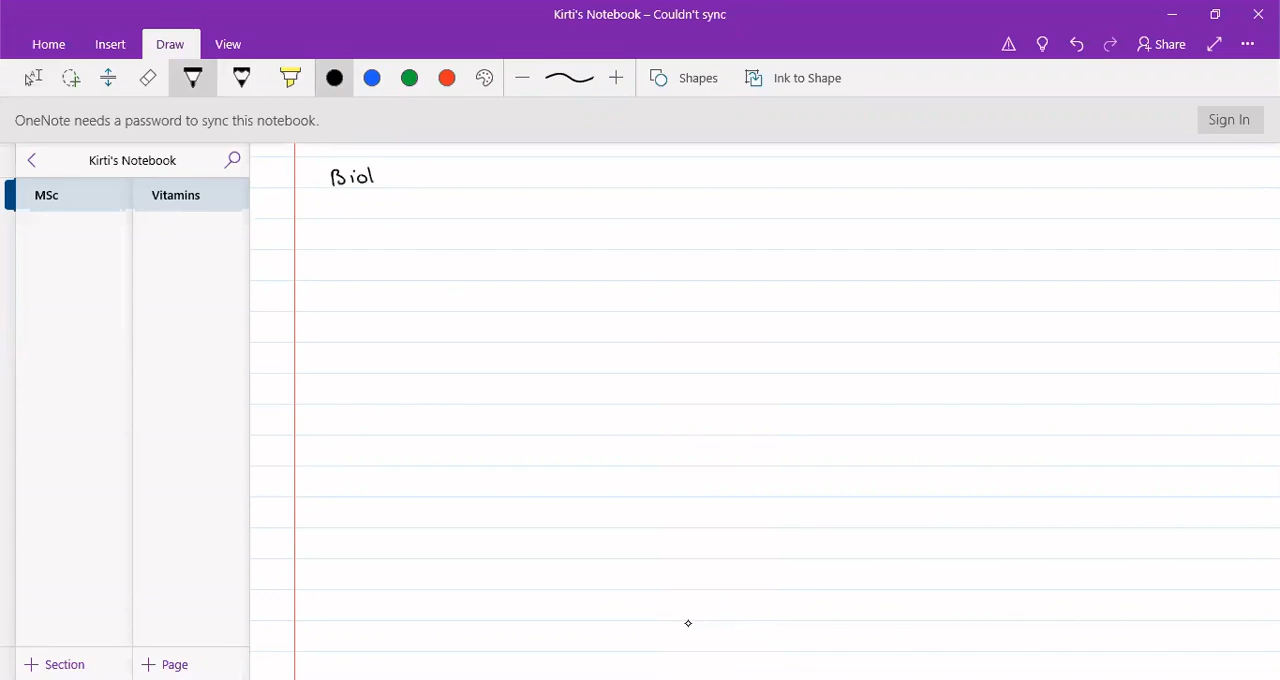 Kirti's Notebook – Couldn't sync
Home Insert Draw View Share
Shapes Ink to Shape
OneNote needs a password to sync this notebook. Sign In
Kirti's Notebook
MSc Vitamins
Biol
Section Page